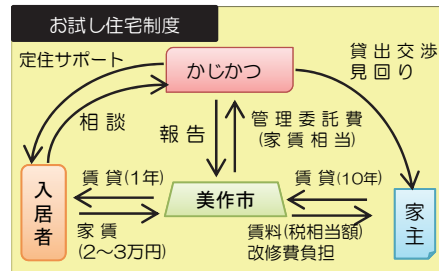 お試し住宅制度
定住サポート
かじかつ
貸出交渉
見回り
相談
報告
管理委託費
(家賃相当)
入居者
賃貸(1年)
美作市
賃貸(10年)
家主
家賃
(2～3万円)
賃料(税相当額)
改修費負担